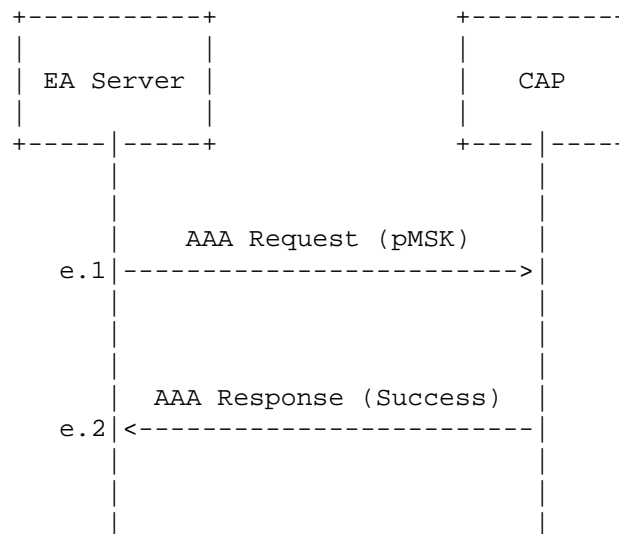 EA Server CAP
AAA Request (pMSK)
e.1
AAA Response (Success)
e.2